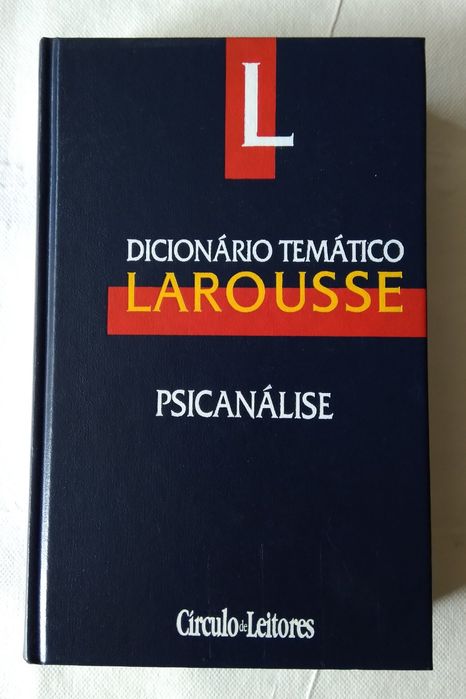 L
DICIONÁRIO TEMÁTICO
LAROUSSE
PSICANÁLISE
Círculo de Leitores